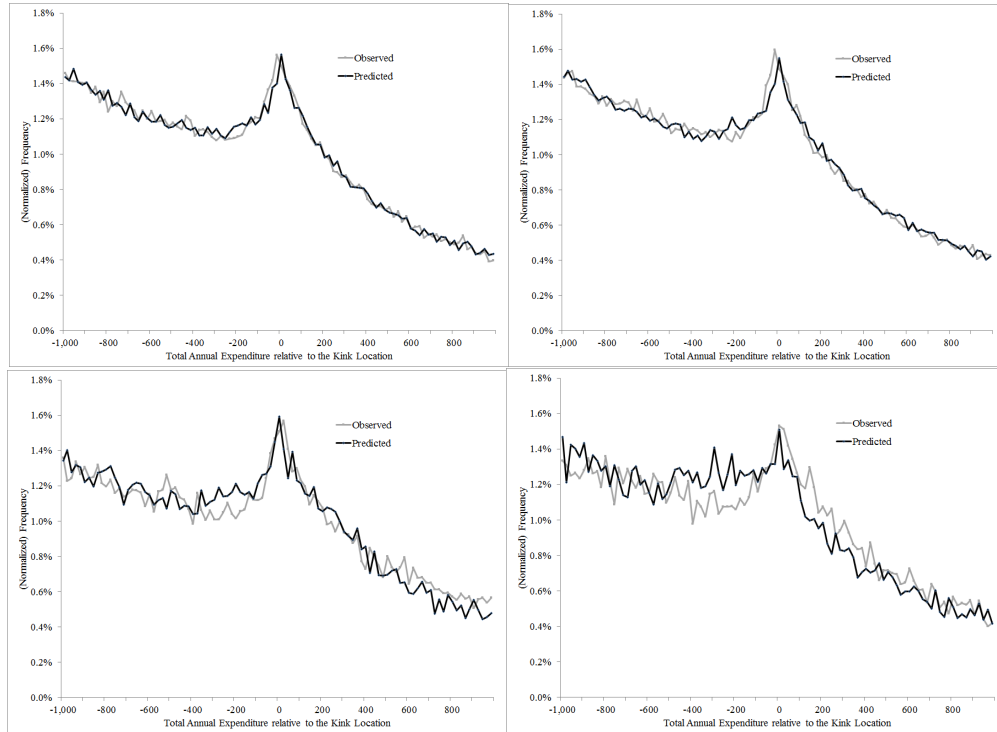 1.8%
1.6%
1.4%
1.2%
1.0%
0.8%
0.6%
0.4%
0.2%
0.0%
(Normalized) Frequency
Observed
Predicted
-1,000 -800 -600 -400 -200 0 200 400 600 800
Total Annual Expenditure relative to the Kink Location
1.8%
1.6%
1.4%
1.2%
1.0%
0.8%
0.6%
0.4%
0.2%
0.0%
(Normalized) Frequency
Observed
Predicted
-1,000 -800 -600 -400 -200 0 200 400 600 800
Total Annual Expenditure relative to the Kink Location
1.8%
1.6%
1.4%
1.2%
1.0%
0.8%
0.6%
0.4%
0.2%
0.0%
(Normalized) Frequency
Observed
Predicted
-1,000 -800 -600 -400 -200 0 200 400 600 800
Total Annual Expenditure relative to the Kink Location
1.8%
1.6%
1.4%
1.2%
1.0%
0.8%
0.6%
0.4%
0.2%
0.0%
(Normalized) Frequency
Observed
Predicted
-1,000 -800 -600 -400 -200 0 200 400 600 800
Total Annual Expenditure relative to the Kink Location